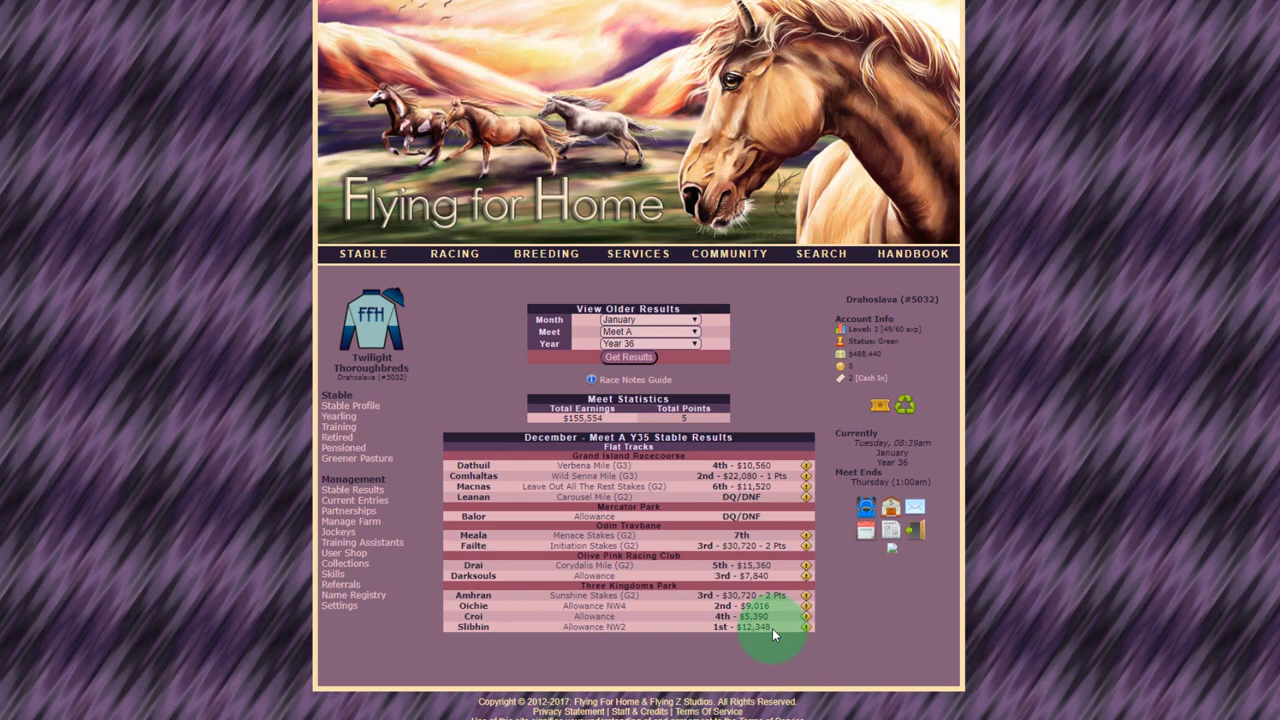 Flying for Home
STABLE RACING BREEDING SERVICES COMMUNITY SEARCH HANDBOOK
FFH
Twilight
Thoroughbreds
Drahoslava (#5032)
Stable
Stable Profile
Yearling
Training
Retired
Pensioned
Greener Pasture
Management
Stable Results
Current Entries
Partnerships
Manage Farm
Jockeys
Training Assistants
User Shop
Collections
Skills
Referrals
Name Registry
Settings
View Older Results
Month January
Meet Meet A
Year Year 36
Get Results
Race Notes Guide
Meet Statistics
Total Earnings Total Points
$155,554 5
December - Meet A Y35 Stable Results
Flat Tracks
Grand Island Racecourse
Dathuil Verbena Mile (G3) 4th - $10,560
Comhaltas Wild Senna Mile (G3) 2nd - $22,080 - 1 Pts
Macnas Leave Out All The Rest Stakes (G2) 6th - $11,520
Leanan Carousel Mile (G2) DQ/DNF
Mercator Park
Balor Allowance DQ/DNF
Odin Travbane
Meala Menace Stakes (G2) 7th
Failte Initiation Stakes (G2) 3rd - $30,720 - 2 Pts
Olive Pink Racing Club
Drai Corydalis Mile (G2) 5th - $15,360
Darksouls Allowance 3rd - $7,840
Three Kingdoms Park
Amhran Sunshine Stakes (G2) 3rd - $30,720 - 2 Pts
Oichie Allowance NW4 2nd - $9,016
Croi Allowance 4th - $5,390
Slibhin Allowance NW2 1st - $12,348
Drahoslava (#5032)
Account Info
Level: 3 [49/60 exp]
Status: Green
$488,440
0
2 [Cash In]
Currently
Tuesday, 08:39am
January
Year 36
Meet Ends
Thursday (1:00am)
Copyright © 2012-2017: Flying For Home & Flying Z Studios. All Rights Reserved.
Privacy Statement | Staff & Credits | Terms Of Service